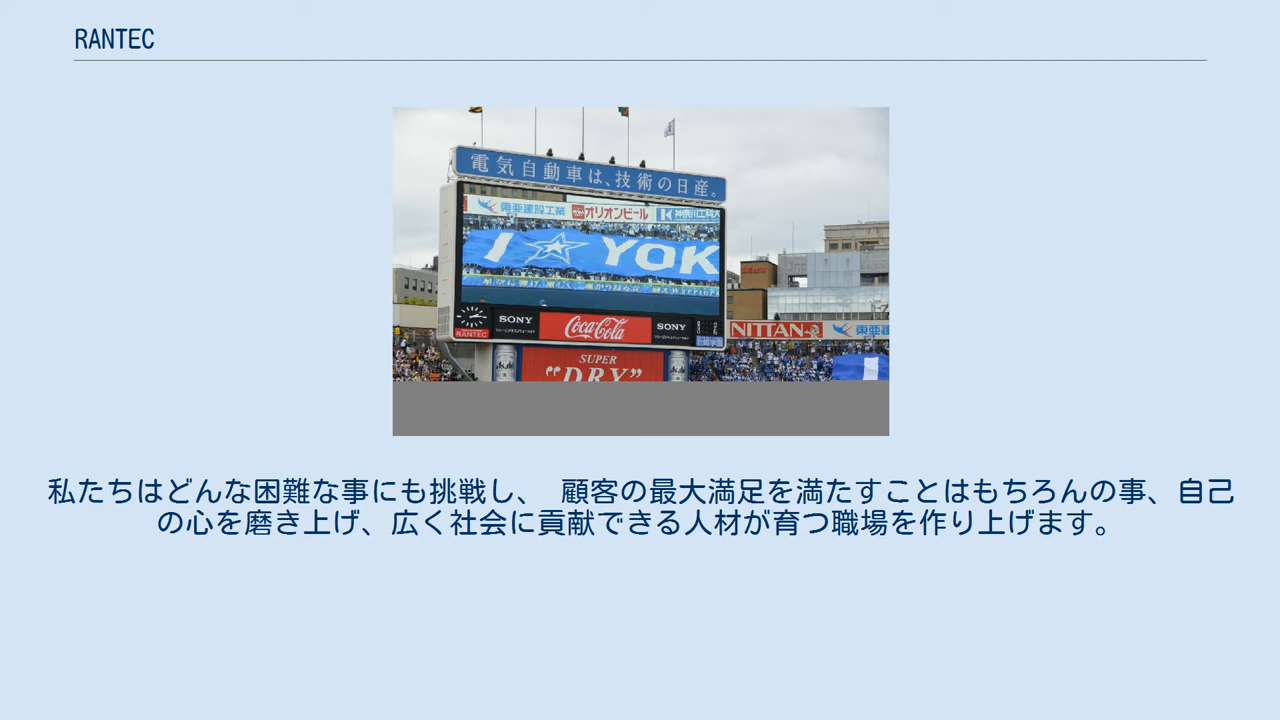 RANTEC
電気自動車は、技術の日産。
東亜建設工業 オリオンビール 神奈川工科大
I ☆ YOK
RANTEC SONY Coca-Cola SONY
NITTAN 東亜建
Asahi SUPER Asahi
“DRY”
I
私たちはどんな困難な事にも挑戦し、 顧客の最大満足を満たすことはもちろんの事、自己
の心を磨き上げ、広く社会に貢献できる人材が育つ職場を作り上げます。